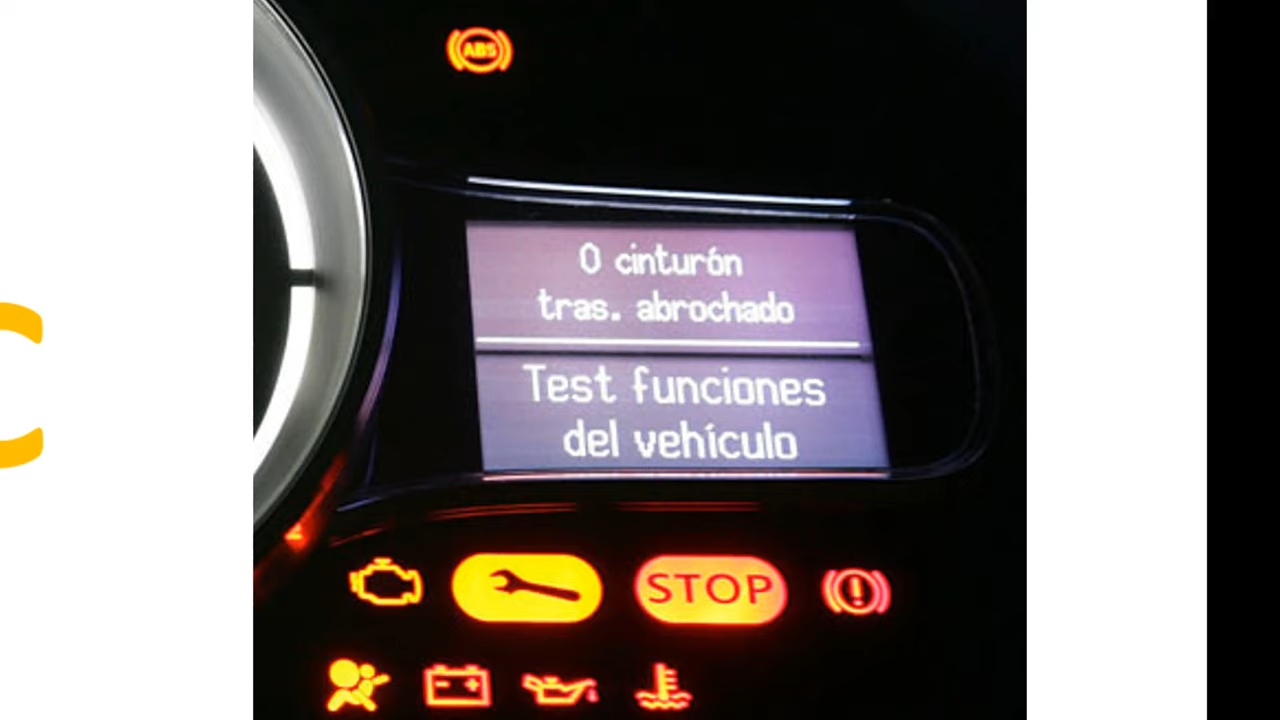 ABS
0 cinturón
tras. abrochado
Test funciones
del vehículo
STOP